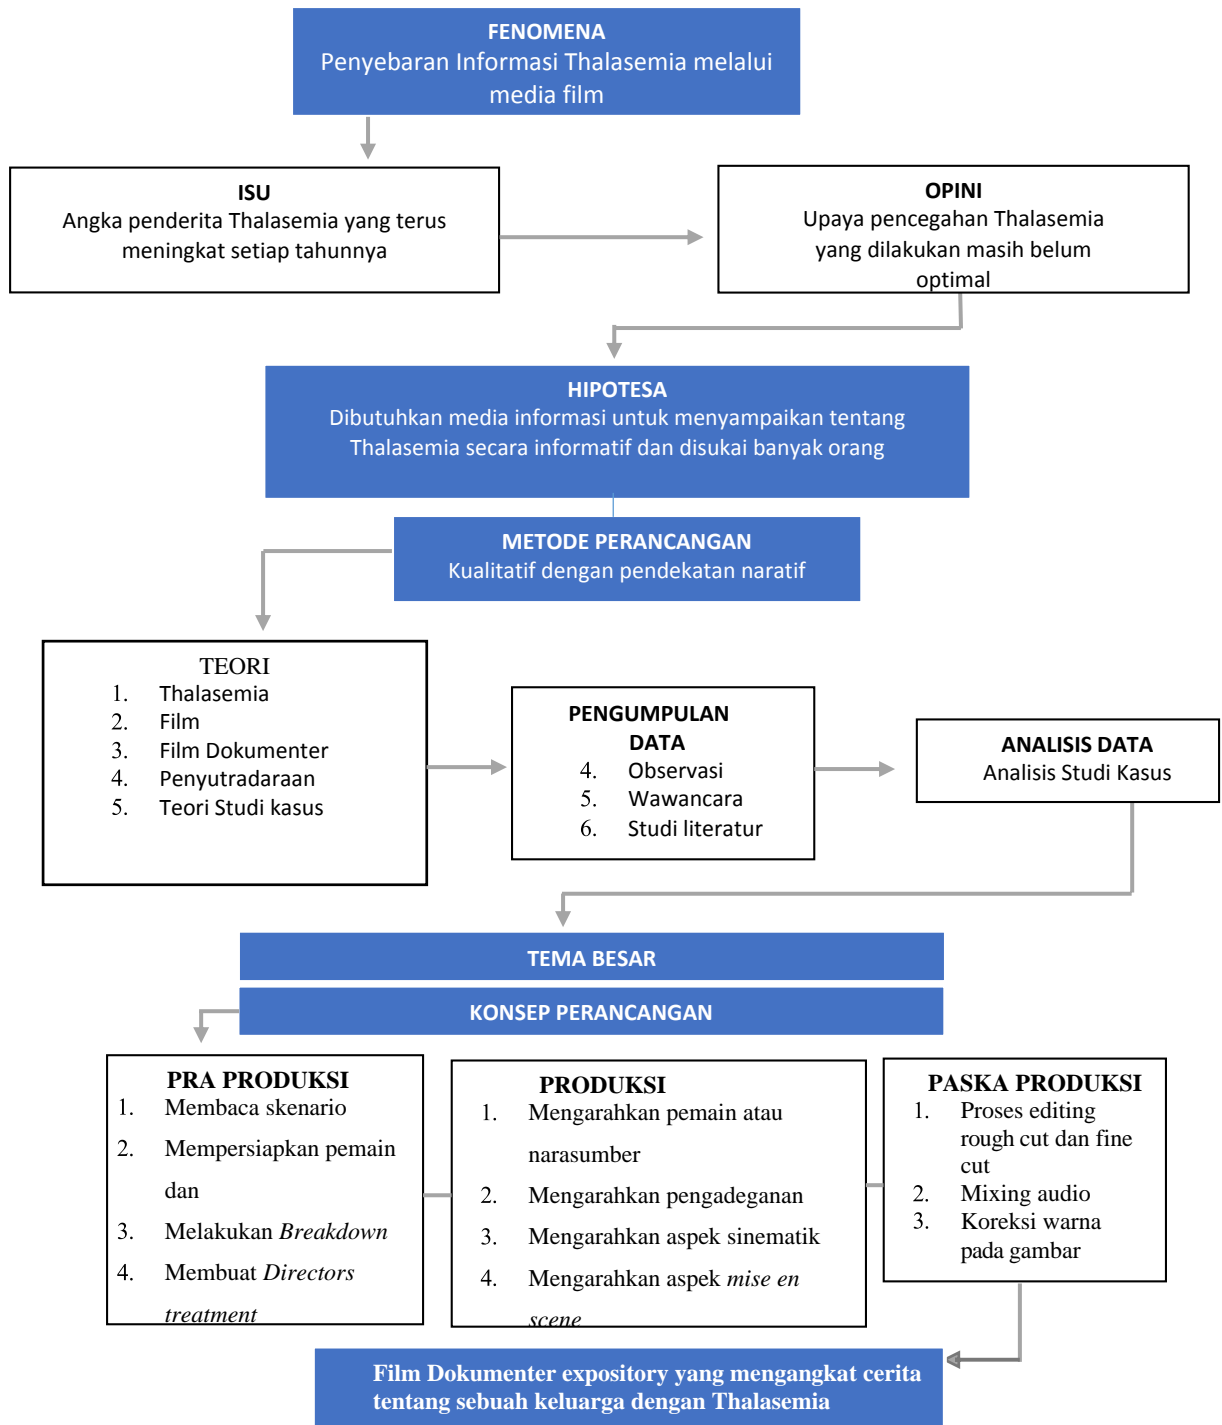 FENOMENA
Penyebaran Informasi Thalasemia melalui
media film
ISU
Angka penderita Thalasemia yang terus
meningkat setiap tahunnya
OPINI
Upaya pencegahan Thalasemia
yang dilakukan masih belum
optimal
HIPOTESA
Dibutuhkan media informasi untuk menyampaikan tentang
Thalasemia secara informatif dan disukai banyak orang
METODE PERANCANGAN
Kualitatif dengan pendekatan naratif
TEORI
1. Thalasemia
2. Film
3. Film Dokumenter
4. Penyutradaraan
5. Teori Studi kasus
PENGUMPULAN
DATA
4. Observasi
5. Wawancara
6. Studi literatur
ANALISIS DATA
Analisis Studi Kasus
TEMA BESAR
KONSEP PERANCANGAN
PRA PRODUKSI
1. Membaca skenario
2. Mempersiapkan pemain
dan
3. Melakukan Breakdown
4. Membuat Directors
treatment
PRODUKSI
1. Mengarahkan pemain atau
narasumber
2. Mengarahkan pengadeganan
3. Mengarahkan aspek sinematik
4. Mengarahkan aspek mise en
scene
PASKA PRODUKSI
1. Proses editing
rough cut dan fine
cut
2. Mixing audio
3. Koreksi warna
pada gambar
Film Dokumenter expository yang mengangkat cerita
tentang sebuah keluarga dengan Thalasemia